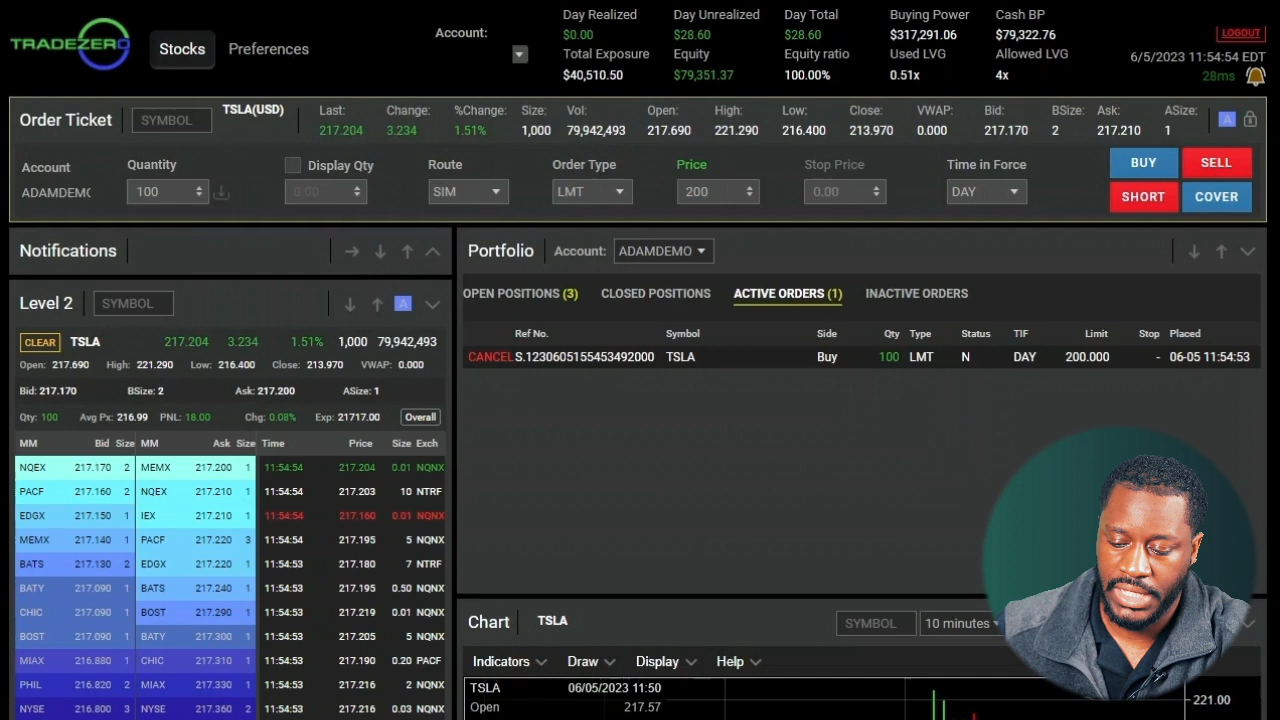 TRADEZERO
Stocks Preferences
Account:
Day Realized Day Unrealized Day Total Buying Power Cash BP
$0.00 $28.60 $28.60 $317,291.06 $79,322.76
Total Exposure Equity Equity ratio Used LVG Allowed LVG
$40,510.50 $79,351.37 100.00% 0.51x 4x
LOGOUT
6/5/2023 11:54:54 EDT
28ms
Order Ticket SYMBOL TSLA(USD)
Last: Change: %Change: Size: Vol: Open: High: Low: Close: VWAP: Bid: BSize: Ask: ASize:
217.204 3.234 1.51% 1,000 79,942,493 217.690 221.290 216.400 213.970 0.000 217.170 2 217.210 1
A
Account Quantity Display Qty Route Order Type Price Stop Price Time in Force
ADAMDEMO 100 0.00 SIM LMT 200 0.00 DAY
BUY SELL
SHORT COVER
Notifications
Portfolio Account: ADAMDEMO
OPEN POSITIONS (3) CLOSED POSITIONS ACTIVE ORDERS (1) INACTIVE ORDERS
Ref No. Symbol Side Qty Type Status TIF Limit Stop Placed
CANCEL S.1230605155453492000 TSLA Buy 100 LMT N DAY 200.000 - 06-05 11:54:53
Level 2 SYMBOL A
CLEAR TSLA 217.204 3.234 1.51% 1,000 79,942,493
Open: 217.690 High: 221.290 Low: 216.400 Close: 213.970 VWAP: 0.000
Bid: 217.170 BSize: 2 Ask: 217.200 ASize: 1
Qty: 100 Avg Px: 216.99 PNL: 18.00 Chg: 0.08% Exp: 21717.00 Overall
MM Bid Size MM Ask Size Time Price Size Exch
NQEX 217.170 2 MEMX 217.200 1 11:54:54 217.204 0.01 NQNX
PACF 217.160 2 NQEX 217.210 1 11:54:54 217.203 10 NTRF
EDGX 217.150 1 IEX 217.210 1 11:54:54 217.160 0.01 NQNX
MEMX 217.140 1 PACF 217.220 3 11:54:54 217.195 5 NQNX
BATS 217.130 2 EDGX 217.220 1 11:54:53 217.180 7 NTRF
BATY 217.090 1 BATS 217.240 1 11:54:53 217.195 0.50 NQNX
CHIC 217.090 1 BOST 217.290 1 11:54:53 217.219 0.01 NQNX
BOST 217.090 1 BATY 217.300 1 11:54:53 217.205 5 NQNX
MIAX 216.880 1 CHIC 217.310 1 11:54:53 217.190 0.20 PACF
PHIL 216.820 2 MIAX 217.330 1 11:54:53 217.216 2 NQNX
NYSE 216.800 3 NYSE 217.360 2 11:54:53 217.216 0.03 NQNX
Chart TSLA SYMBOL 10 minutes
Indicators Draw Display Help
TSLA 06/05/2023 11:50
Open 217.57
221.00